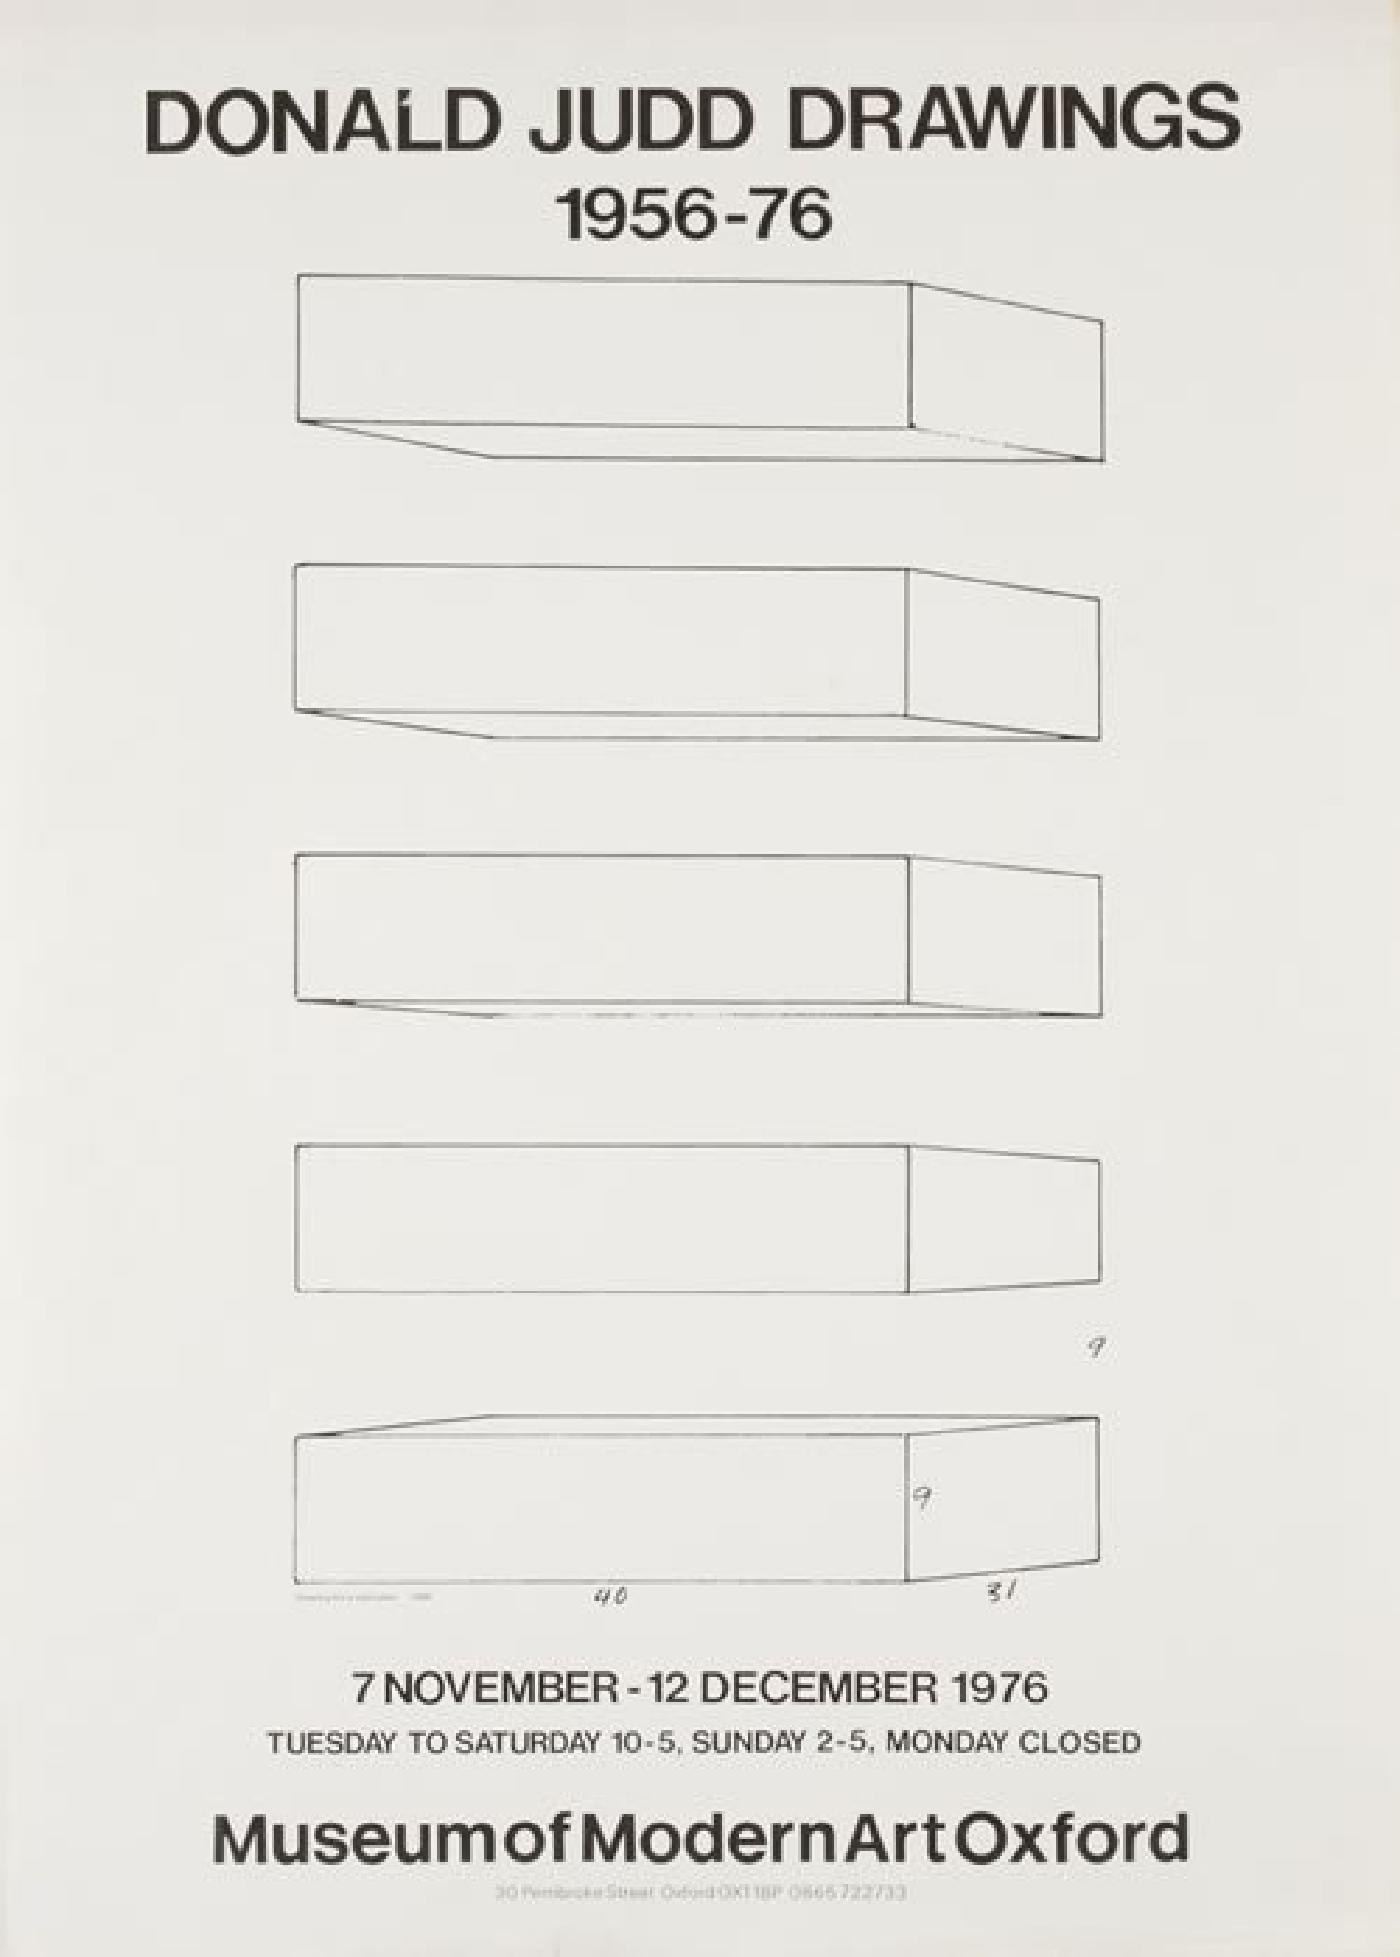 DONALD JUDD DRAWINGS
1956-76
9
9
40
31
7 NOVEMBER - 12 DECEMBER 1976
TUESDAY TO SATURDAY 10-5, SUNDAY 2-5, MONDAY CLOSED
Museum of Modern Art Oxford
30 Pembroke Street Oxford OX1 1BP 0865 722733